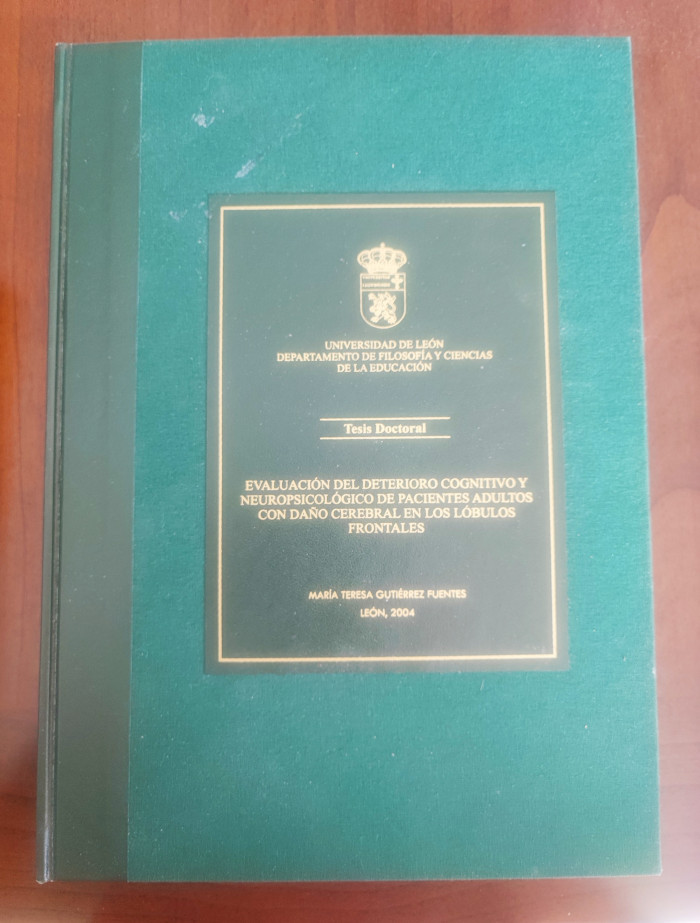 UNIVERSIDAD DE LEÓN
DEPARTAMENTO DE FILOSOFÍA Y CIENCIAS
DE LA EDUCACIÓN
Tesis Doctoral
EVALUACIÓN DEL DETERIORO COGNITIVO Y
NEUROPSICOLÓGICO DE PACIENTES ADULTOS
CON DAÑO CEREBRAL EN LOS LÓBULOS
FRONTALES
MARÍA TERESA GUTIÉRREZ FUENTES
LEÓN, 2004